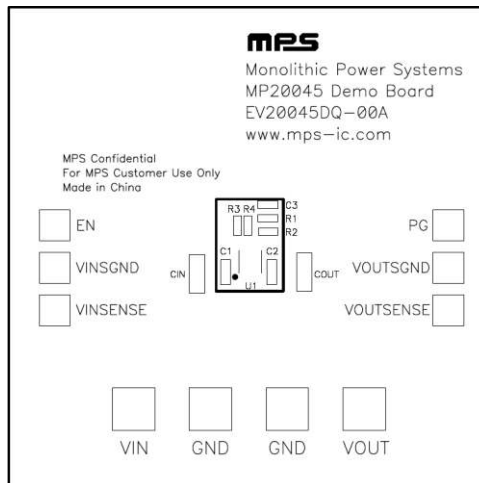 MPS
Monolithic Power Systems
MP20045 Demo Board
EV20045DQ-00A
www.mps-ic.com
MPS Confidential
For MPS Customer Use Only
Made in China
C3
R3 R4
R1
R2
EN
PG
C1
C2
VINSGND
CIN
COUT
VOUTSGND
U1
VINSENSE
VOUTSENSE
VIN
GND
GND
VOUT